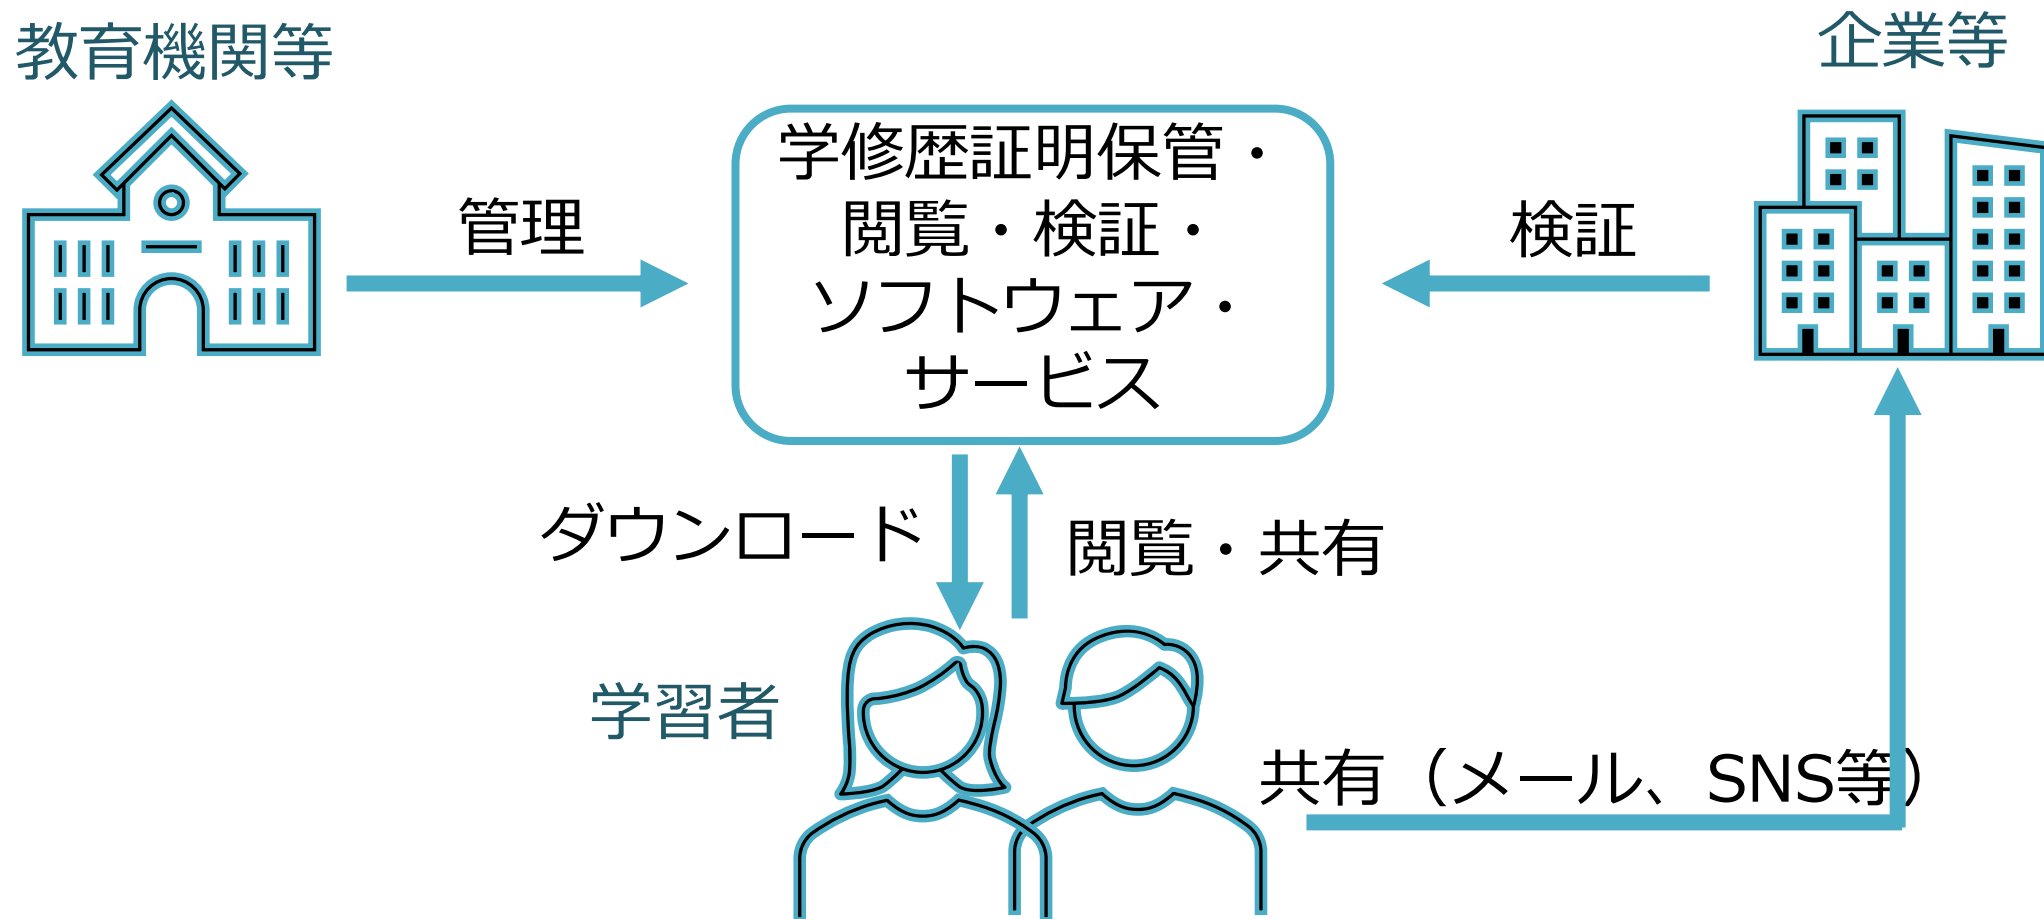 教育機関等
企業等
学修歴証明保管・
閲覧・検証・
ソフトウェア・
サービス
管理
検証
ダウンロード
閲覧・共有
学習者
共有（メール、SNS等）